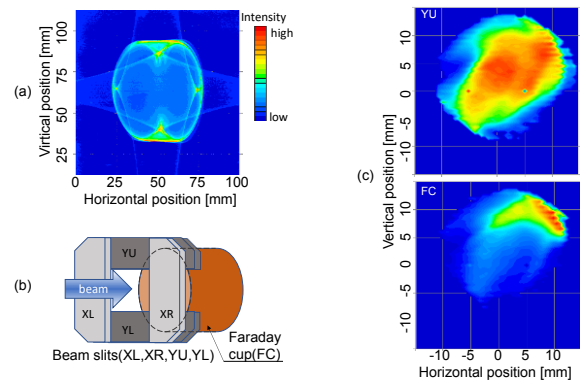 (a)
Virtical position [mm]
100
75
50
25
0
25
50
75
100
Horizontal position [mm]
Intensity
high
low
(b)
beam
XL
YU
YL
XR
Beam slits(XL,XR,YU,YL)
Faraday
cup(FC)
(c)
Vertical position [mm]
YU
10
5
0
-5
-10
FC
10
5
0
-5
-10
-15
-10
-5
0
5
10
Horizontal position [mm]